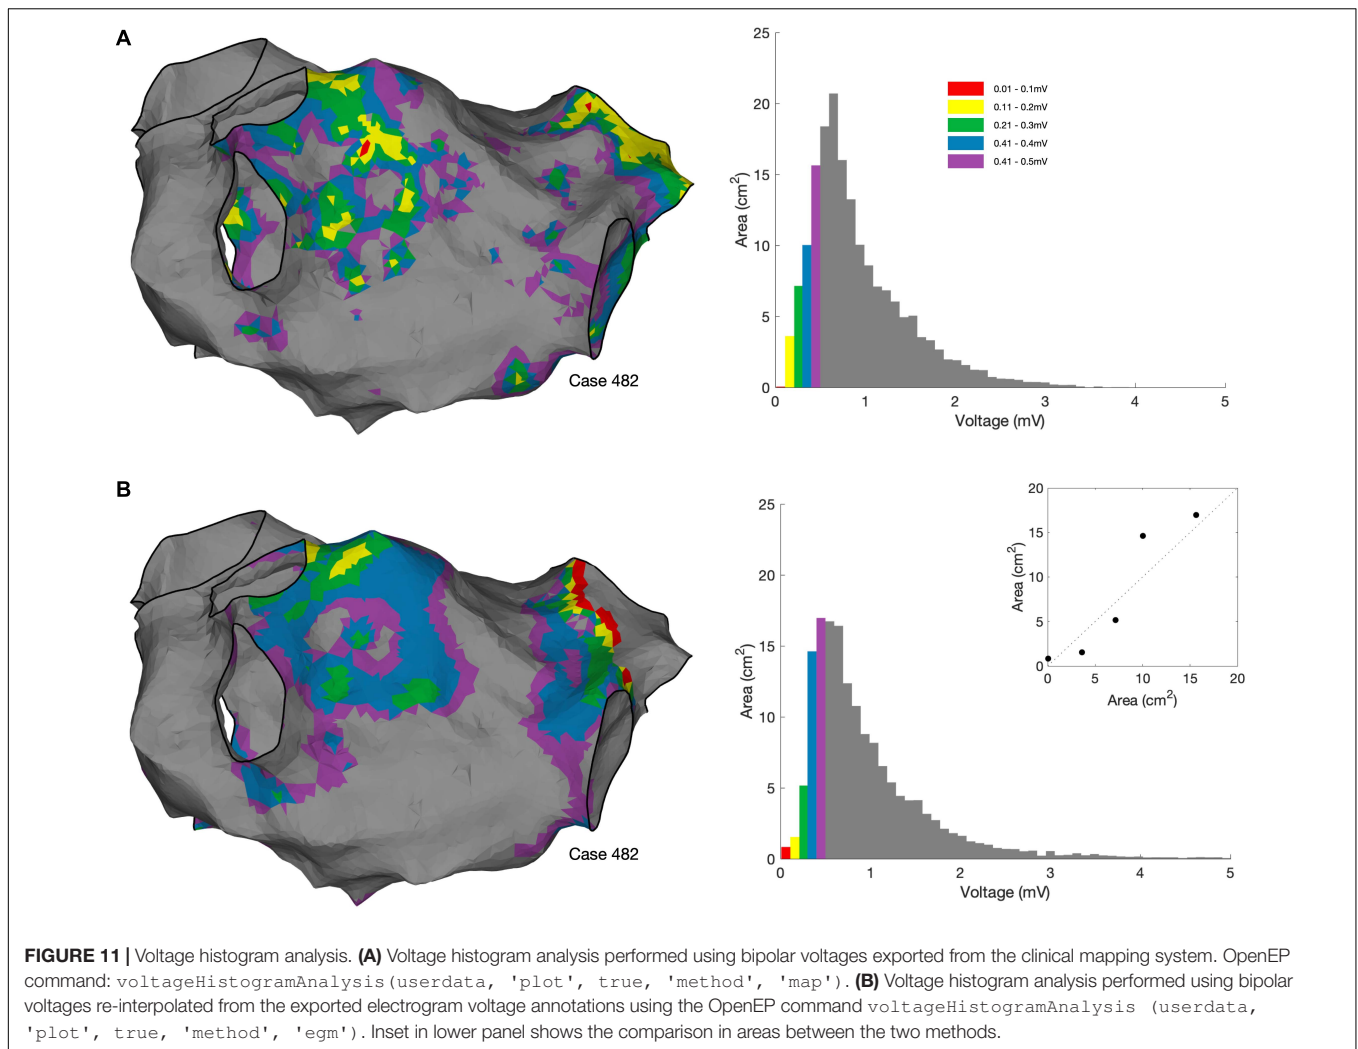 A
25
20
15
10
5
0
Area (cm²)
0 1 2 3 4 5
Voltage (mV)
0.01 - 0.1mV
0.11 - 0.2mV
0.21 - 0.3mV
0.41 - 0.4mV
0.41 - 0.5mV
Case 482
B
25
20
15
10
5
0
Area (cm²)
0 1 2 3 4 5
Voltage (mV)
20
15
10
5
0
Area (cm²)
0 5 10 15 20
Area (cm²)
Case 482
FIGURE 11 | Voltage histogram analysis. (A) Voltage histogram analysis performed using bipolar voltages exported from the clinical mapping system. OpenEP
command: voltageHistogramAnalysis(userdata, 'plot', true, 'method', 'map'). (B) Voltage histogram analysis performed using bipolar
voltages re-interpolated from the exported electrogram voltage annotations using the OpenEP command voltageHistogramAnalysis (userdata,
'plot', true, 'method', 'egm'). Inset in lower panel shows the comparison in areas between the two methods.